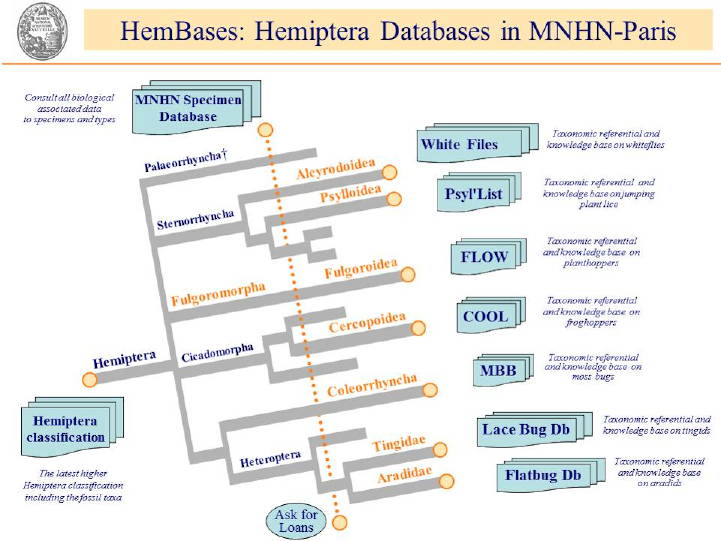 HemBases: Hemiptera Databases in MNHN-Paris
Consult all biological
associated data
to specimens and types
MNHN Specimen
Database
White Files
Taxonomic referential and
knowledge base on whiteflies
Palaeorrhyncha†
Aleyrodoidea
Psylloidea
Psyl'List
Taxonomic referential and
knowledge base on jumping
plant lice
Sternorrhyncha
FLOW
Taxonomic referential
and knowledge base on
planthoppers
Fulgoroidea
Fulgoromorpha
COOL
Taxonomic referential
and knowledge base on
froghoppers
Cercopoidea
Hemiptera
Cicadomorpha
MBB
Taxonomic referential
and knowledge base on
moss bugs
Coleorrhyncha
Hemiptera
classification
Lace Bug Db
Taxonomic referential and
knowledge base on tingids
Tingidae
Heteroptera
Aradidae
Flatbug Db
Taxonomic referential
and knowledge base
on aradids
The latest higher
Hemiptera classification
including the fossil taxa
Ask for
Loans